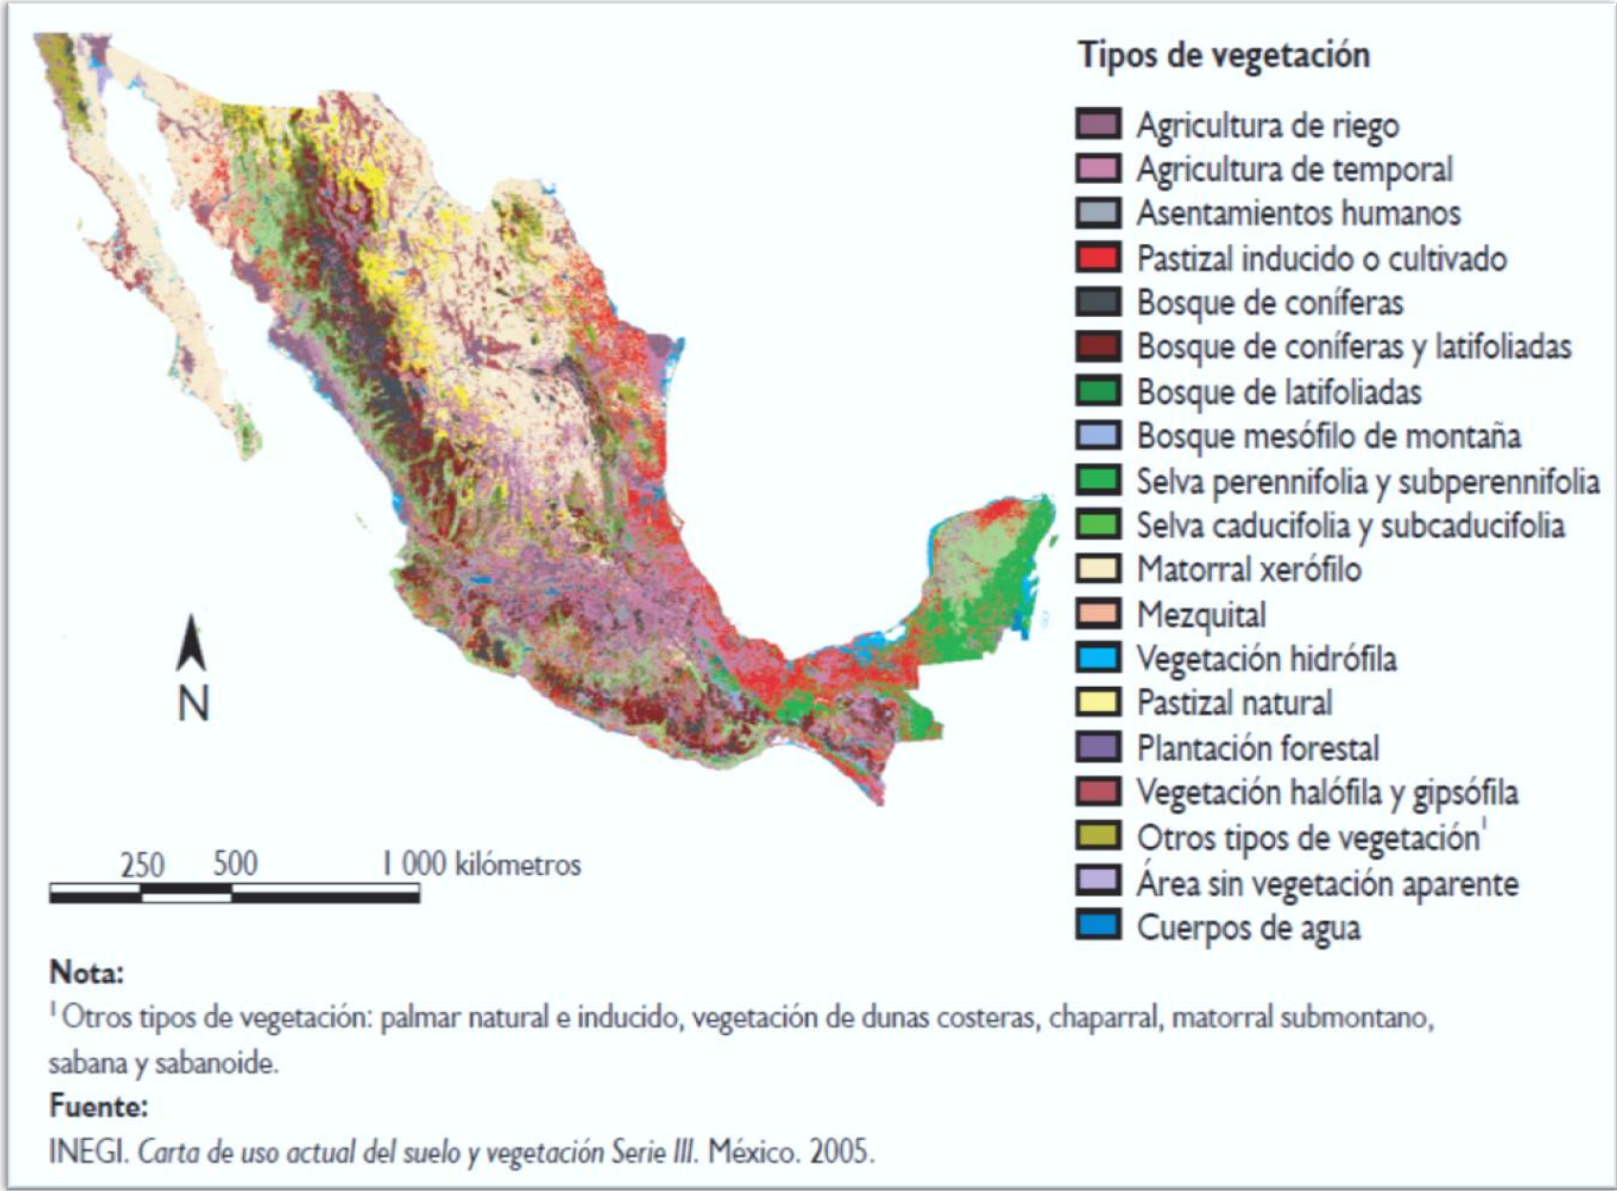 Tipos de vegetación
Agricultura de riego
Agricultura de temporal
Asentamientos humanos
Pastizal inducido o cultivado
Bosque de coníferas
Bosque de coníferas y latifoliadas
Bosque de latifoliadas
Bosque mesófilo de montaña
Selva perennifolia y subperennifolia
Selva caducifolia y subcaducifolia
Matorral xerófilo
Mezquital
Vegetación hidrófila
Pastizal natural
Plantación forestal
Vegetación halófila y gipsófila
Otros tipos de vegetación¹
Área sin vegetación aparente
Cuerpos de agua
N
250 500 1 000 kilómetros
Nota:
¹ Otros tipos de vegetación: palmar natural e inducido, vegetación de dunas costeras, chaparral, matorral submontano,
sabana y sabanoide.
Fuente:
INEGI. Carta de uso actual del suelo y vegetación Serie III. México. 2005.